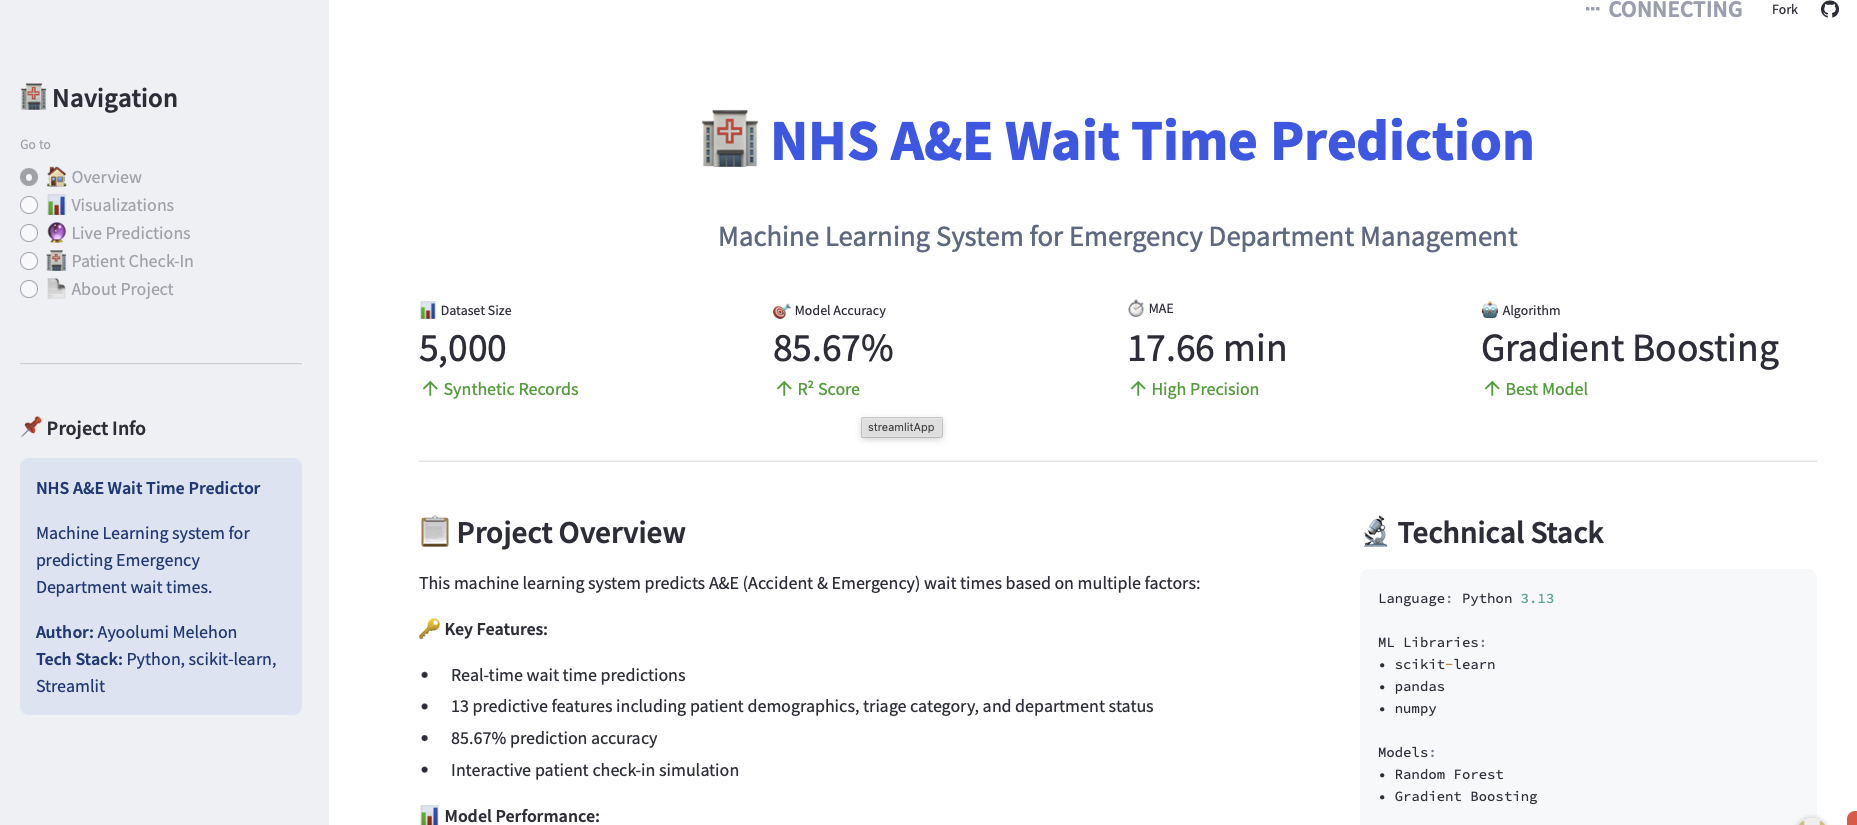 CONNECTING
Fork
Navigation
Go to
Overview
Visualizations
Live Predictions
Patient Check-In
About Project
Project Info
NHS A&E Wait Time Predictor
Machine Learning system for
predicting Emergency
Department wait times.
Author: Ayoolumi Melehon
Tech Stack: Python, scikit-learn,
Streamlit
NHS A&E Wait Time Prediction
Machine Learning System for Emergency Department Management
Dataset Size
5,000
↑ Synthetic Records
Model Accuracy
85.67%
↑ R² Score
MAE
17.66 min
↑ High Precision
Algorithm
Gradient Boosting
↑ Best Model
streamlitApp
Project Overview
This machine learning system predicts A&E (Accident & Emergency) wait times based on multiple factors:
Key Features:
• Real-time wait time predictions
• 13 predictive features including patient demographics, triage category, and department status
• 85.67% prediction accuracy
• Interactive patient check-in simulation
Model Performance:
Technical Stack
Language: Python 3.13
ML Libraries:
• scikit-learn
• pandas
• numpy
Models:
• Random Forest
• Gradient Boosting